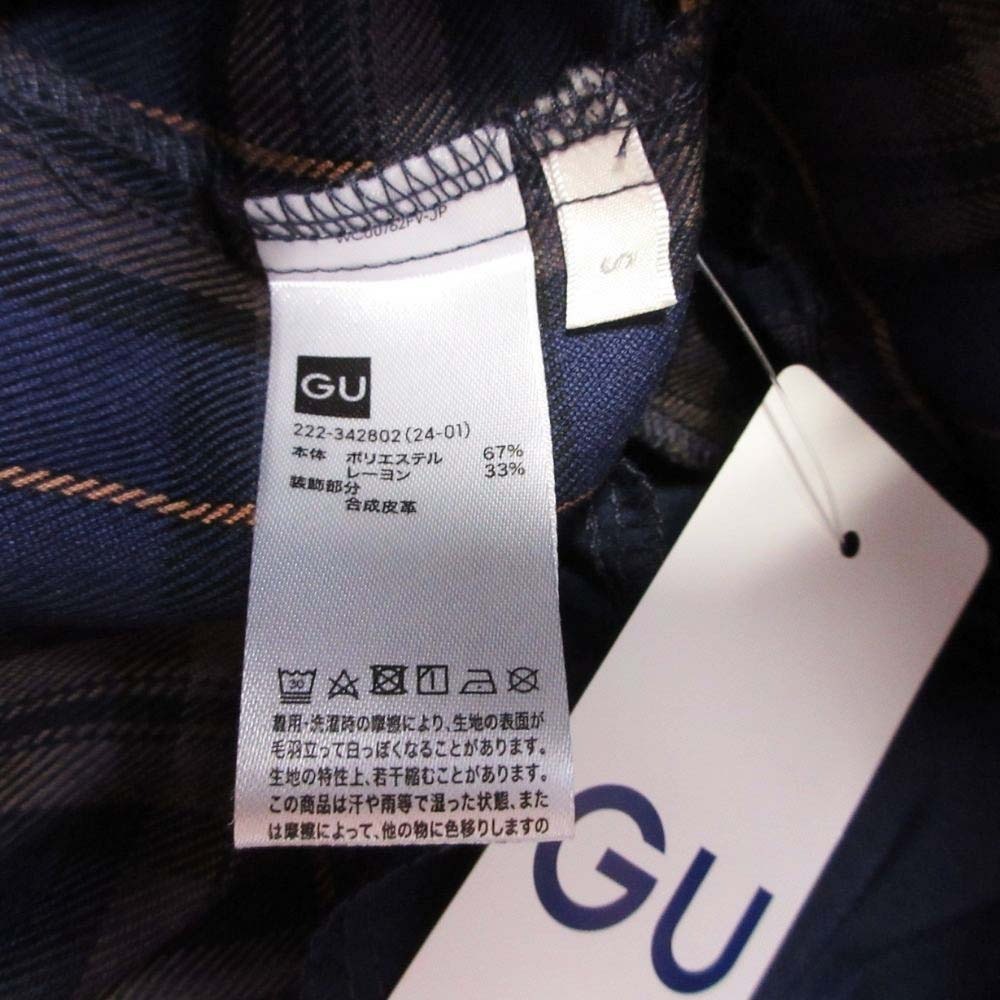 WC00762FV-JP
S
GU
222-342802(24-01)
本体 ポリエステル 67%
レーヨン 33%
装飾部分
合成皮革
30
1
着用・洗濯時の摩擦により、生地の表面が
毛羽立って白っぽくなることがあります。
生地の特性上、若干縮むことがあります。
この商品は汗や雨等で湿った状態、また
は摩擦によって、他の物に色移りしますの
GU